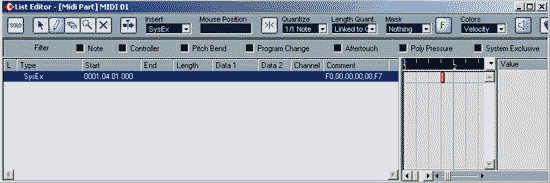 List Editor - [Midi Part] MIDI 01
SOLO Insert Mouse Position Quantize Length Quant. Mask Colors
SysEx 1/1 Note Linked to Nothing F Velocity
Filter Note Controller Pitch Bend Program Change Aftertouch Poly Pressure System Exclusive
L Type Start End Length Data 1 Data 2 Channel Comment 2 Value
SysEx 0001.04.01.000 F0,00,00,00,00,F7